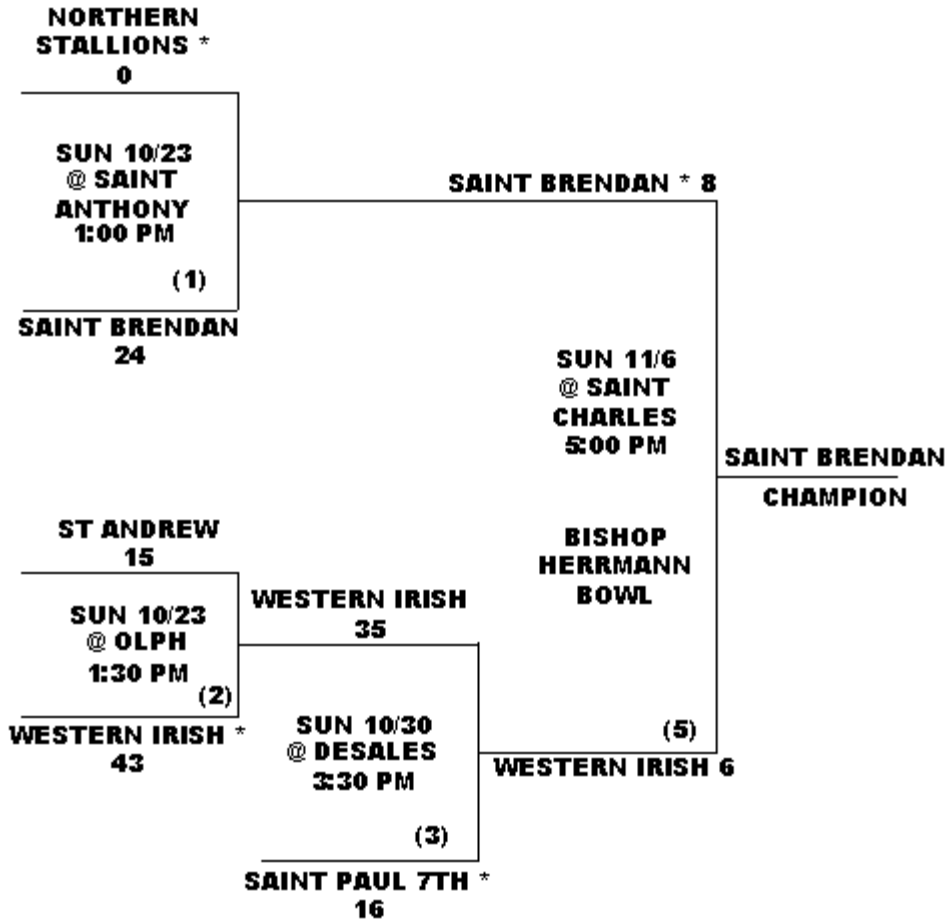 NORTHERN
STALLIONS *
0
SUN 10/23
@ SAINT
ANTHONY
1:00 PM
(1)
SAINT BRENDAN
24
SAINT BRENDAN * 8
SUN 11/6
@ SAINT
CHARLES
5:00 PM
SAINT BRENDAN
CHAMPION
BISHOP
HERRMANN
BOWL
ST ANDREW
15
SUN 10/23
@ OLPH
1:30 PM
(2)
WESTERN IRISH *
43
WESTERN IRISH
35
SUN 10/30
@ DESALES
3:30 PM
(3)
SAINT PAUL 7TH *
16
(5)
WESTERN IRISH 6